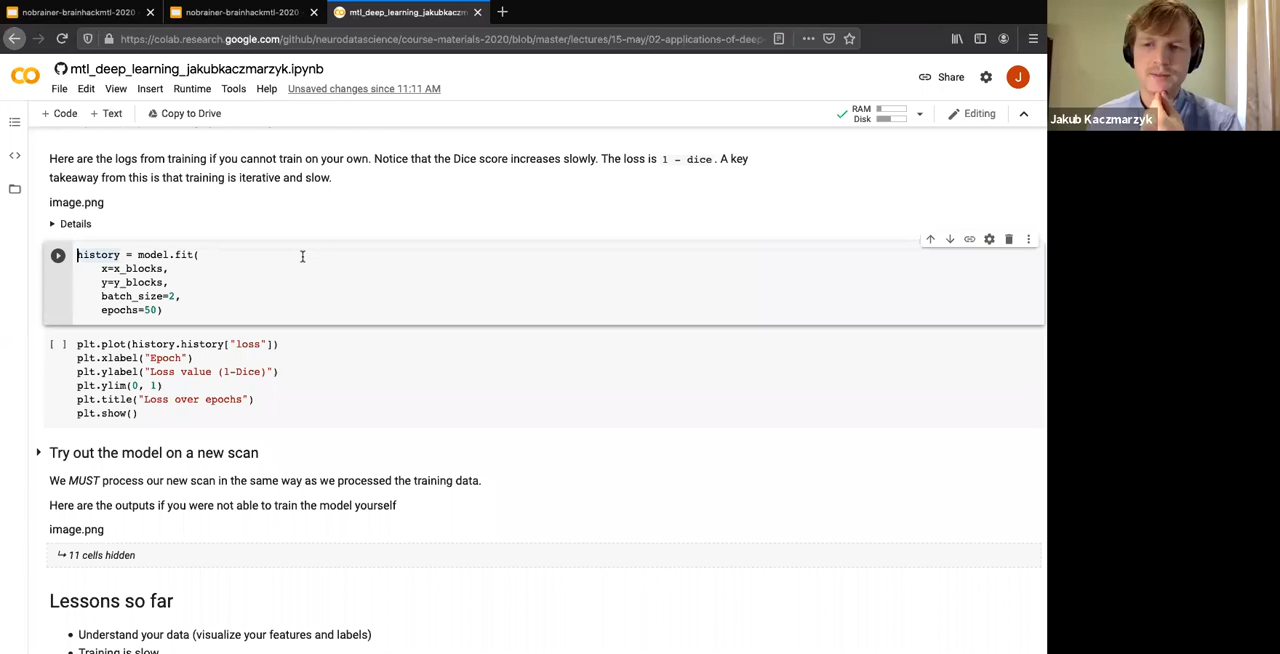 nobrainer-brainhackmtl-2020
nobrainer-brainhackmtl-2020
mtl_deep_learning_jakubkaczm
https://colab.research.google.com/github/neurodatascience/course-materials-2020/blob/master/lectures/15-may/02-applications-of-deep-
mtl_deep_learning_jakubkaczmarzyk.ipynb
Share
J
File Edit View Insert Runtime Tools Help Unsaved changes since 11:11 AM
+ Code + Text Copy to Drive
RAM
Disk
Editing
Jakub Kaczmarzyk
Here are the logs from training if you cannot train on your own. Notice that the Dice score increases slowly. The loss is 1 - dice. A key
takeaway from this is that training is iterative and slow.
image.png
Details
history = model.fit(
x=x_blocks,
y=y_blocks,
batch_size=2,
epochs=50)
[ ] plt.plot(history.history["loss"])
plt.xlabel("Epoch")
plt.ylabel("Loss value (1-Dice)")
plt.ylim(0, 1)
plt.title("Loss over epochs")
plt.show()
Try out the model on a new scan
We MUST process our new scan in the same way as we processed the training data.
Here are the outputs if you were not able to train the model yourself
image.png
11 cells hidden
Lessons so far
• Understand your data (visualize your features and labels)
• Training is slow